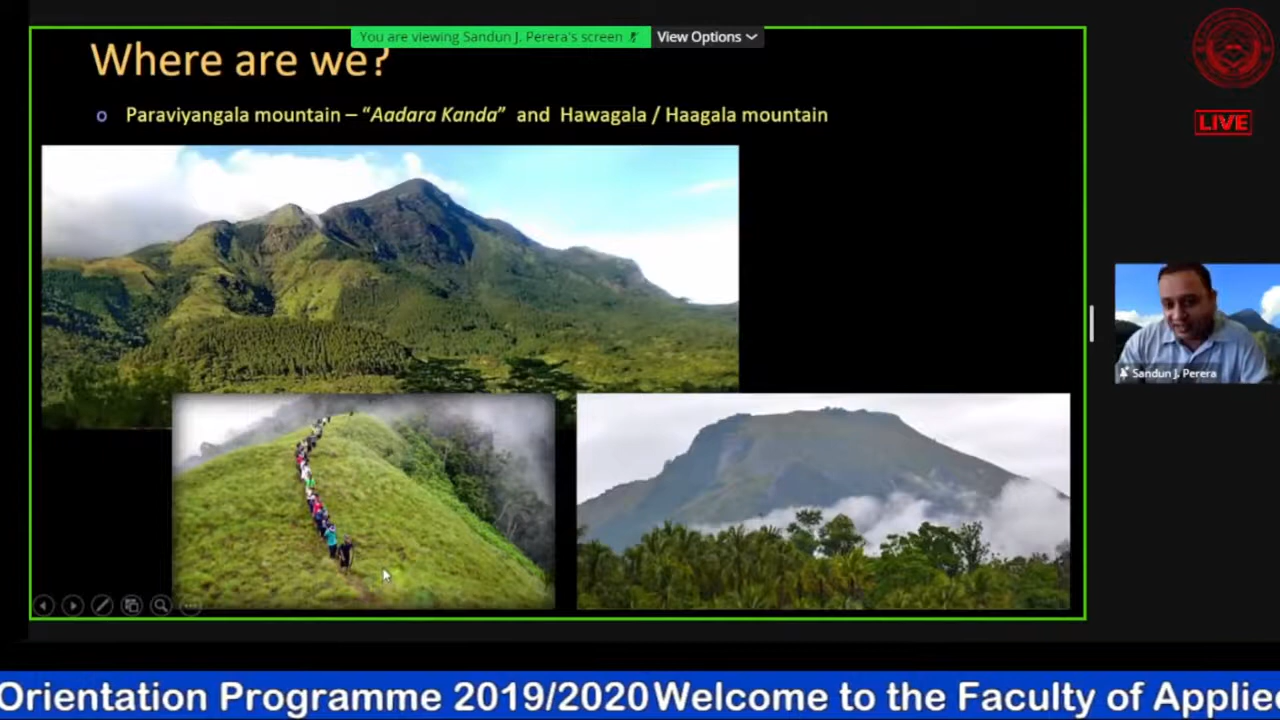 You are viewing Sandun J. Perera's screen
View Options
Where are we?
Paraviyangala mountain – “Aadara Kanda” and Hawagala / Haagala mountain
LIVE
Sandun J. Perera
Orientation Programme 2019/2020 Welcome to the Faculty of Applie